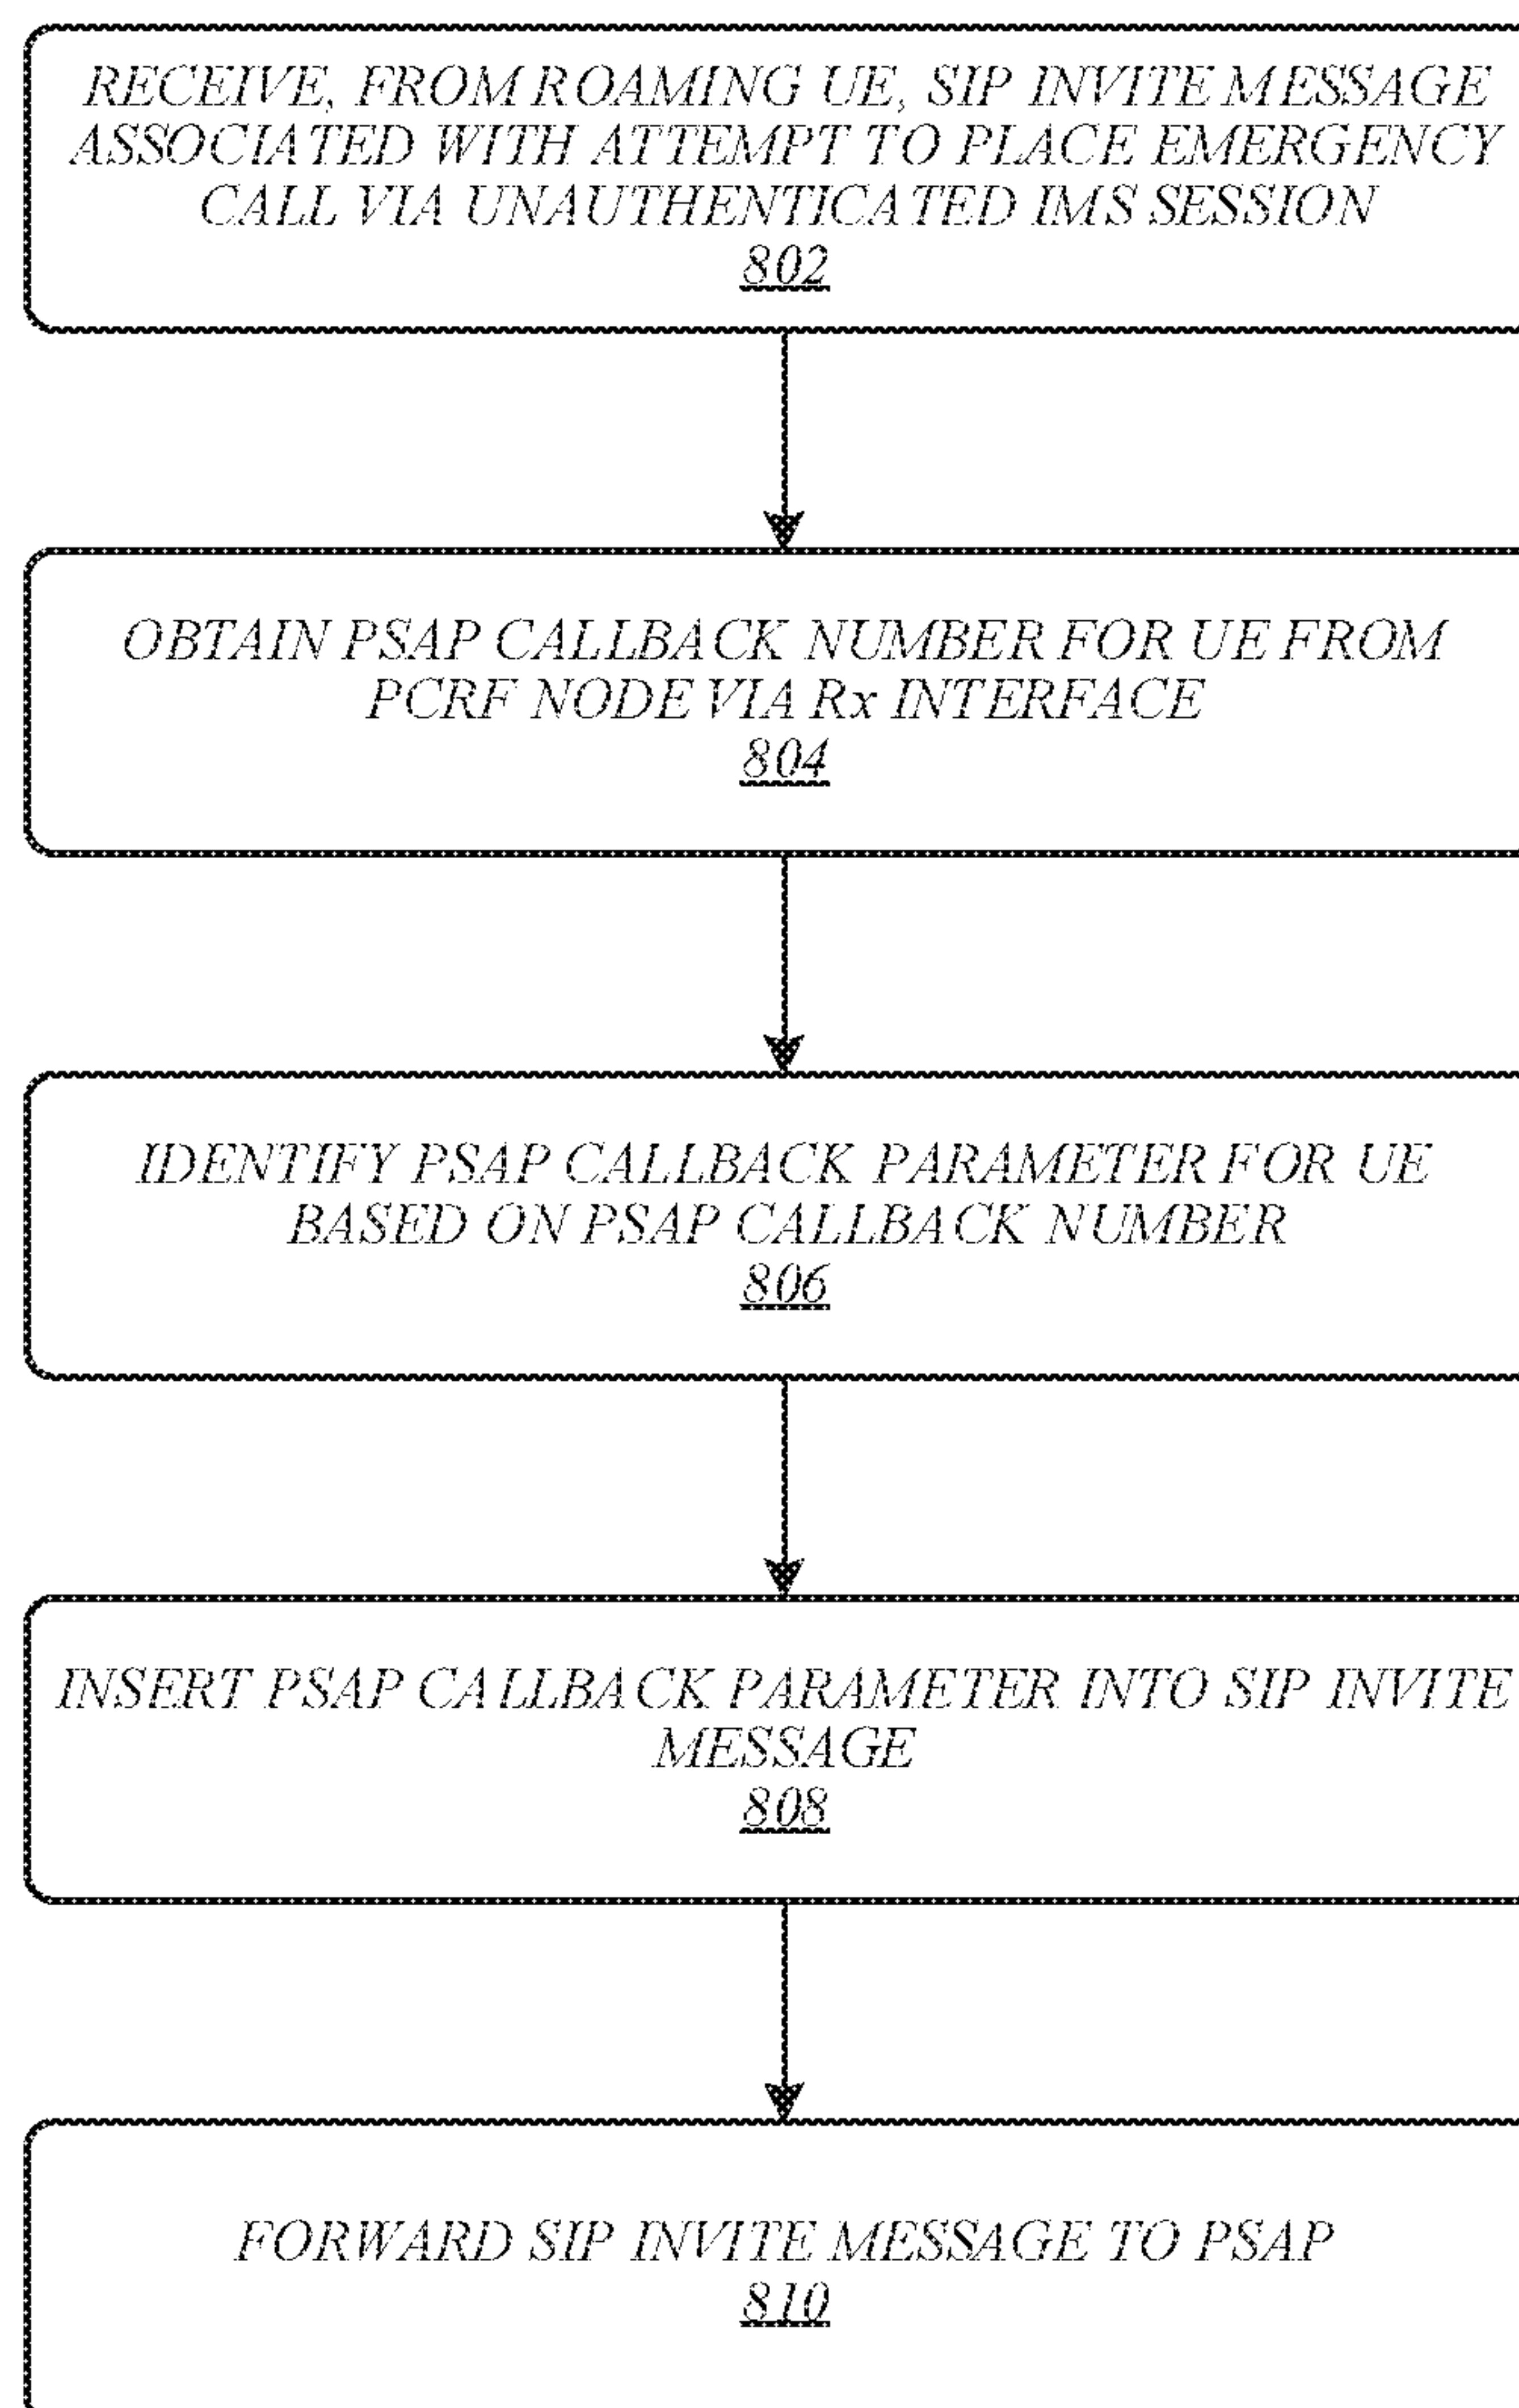 RECEIVE, FROM ROAMING UE, SIP INVITE MESSAGE
ASSOCIATED WITH ATTEMPT TO PLACE EMERGENCY
CALL VIA UNAUTHENTICATED IMS SESSION
802
OBTAIN PSAP CALLBACK NUMBER FOR UE FROM
PCRF NODE VIA Rx INTERFACE
804
IDENTIFY PSAP CALLBACK PARAMETER FOR UE
BASED ON PSAP CALLBACK NUMBER
806
INSERT PSAP CALLBACK PARAMETER INTO SIP INVITE
MESSAGE
808
FORWARD SIP INVITE MESSAGE TO PSAP
810